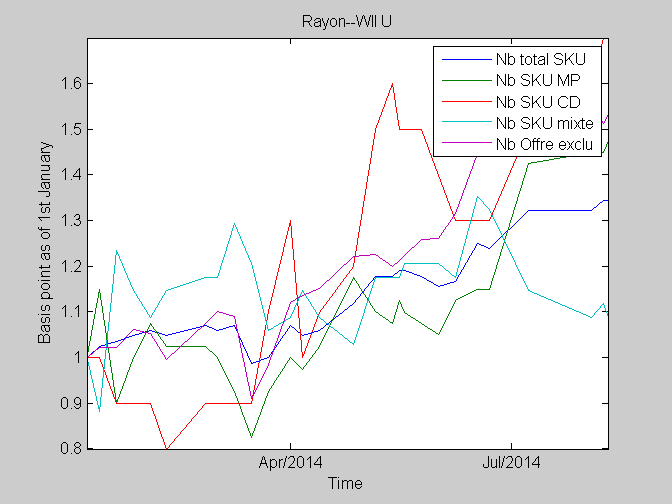 Rayon--WII U
Nb total SKU
Nb SKU MP
Nb SKU CD
Nb SKU mixte
Nb Offre exclu
1.6
1.5
1.4
1.3
1.2
1.1
1
0.9
0.8
Basis point as of 1st January
Apr/2014
Jul/2014
Time